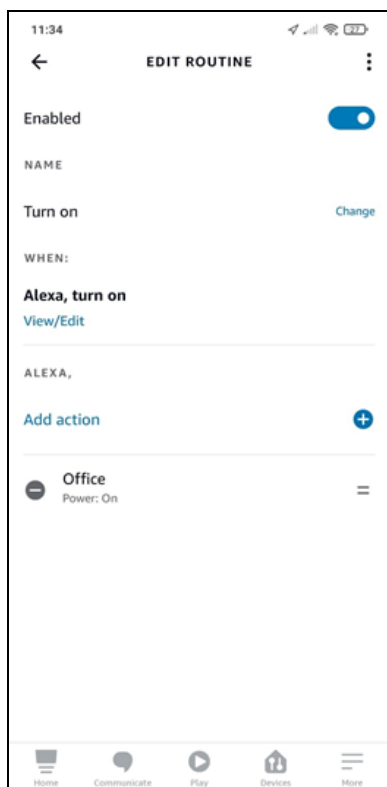 11:34
27
EDIT ROUTINE
Enabled
NAME
Turn on
Change
WHEN:
Alexa, turn on
View/Edit
ALEXA,
Add action
Office
Power: On
Home Communicate Play Devices More